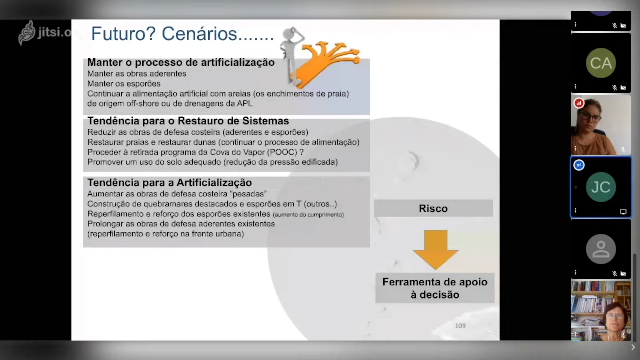 jitsi.o
Futuro? Cenários.......
Manter o processo de artificialização
Manter as obras aderentes
Manter os esporões
Continuar a alimentação artificial com areias (os enchimentos de praia)
de origem off-shore ou de drenagens da APL
Tendência para o Restauro de Sistemas
Reduzir as obras de defesa costeira (aderentes e esporões)
Restaurar praias e restaurar dunas (continuar o processo de alimentação)
Proceder à retirada programa da Cova do Vapor (POOC) ?
Promover um uso do solo adequado (redução da pressão edificada)
Tendência para a Artificialização
Aumentar as obras de defesa costeira "pesadas"
Construção de quebramares destacados e esporões em T (outros..)
Reperfilamento e reforço dos esporões existentes (aumento do cumprimento)
Prolongar as obras de defesa aderentes existentes
(reperfilamento e reforço na frente urbana)
Risco
Ferramenta de apoio
à decisão
109
CA
JC